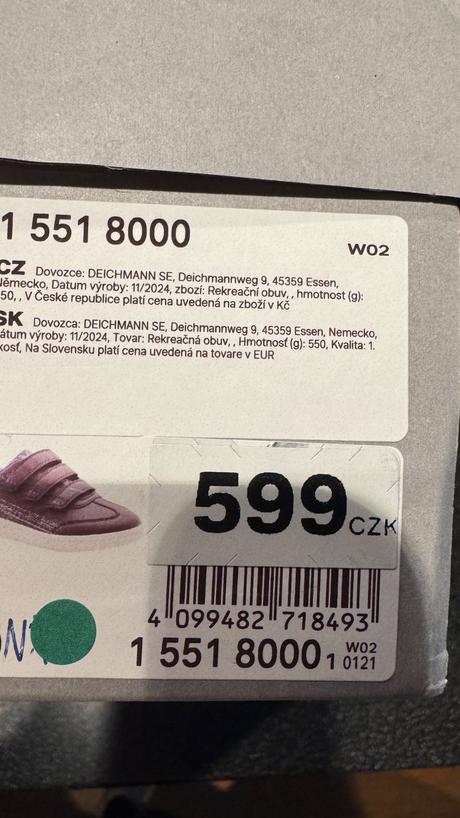 1 551 8000
W02
CZ Dovozce: DEICHMANN SE, Deichmannweg 9, 45359 Essen,
Německo, Datum výroby: 11/2024, zboží: Rekreační obuv, , hmotnost (g):
550, , V České republice platí cena uvedená na zboží v Kč
SK Dovozca: DEICHMANN SE, Deichmannweg 9, 45359 Essen, Nemecko,
Dátum výroby: 11/2024, Tovar: Rekreačná obuv, , Hmotnosť (g): 550, Kvalita: 1.
kosť, Na Slovensku platí cena uvedená na tovare v EUR
599 CZK
4 099482 718493
1 551 8000 1 W02
0121